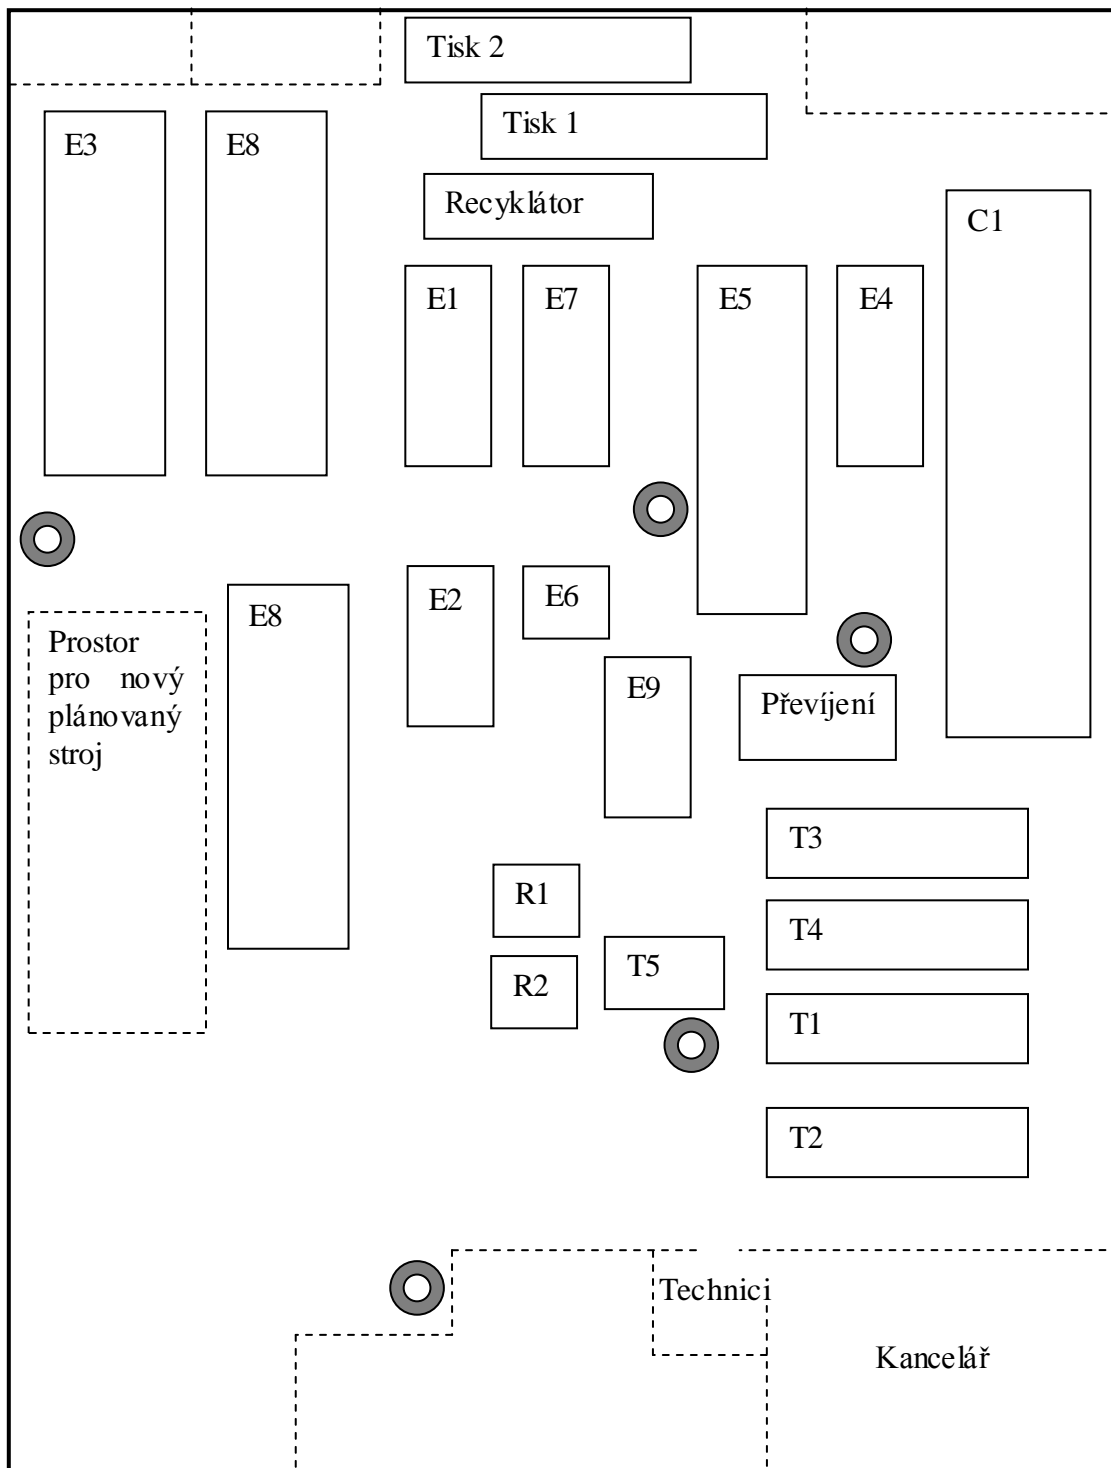 Tisk 2
Tisk 1
E3
E8
Recyklátor
C1
E1
E7
E5
E4
E8
E2
E6
Prostor
pro nový
plánovaný
stroj
E9
Převíjení
T3
R1
T4
T5
R2
T1
T2
Technici
Kancelář